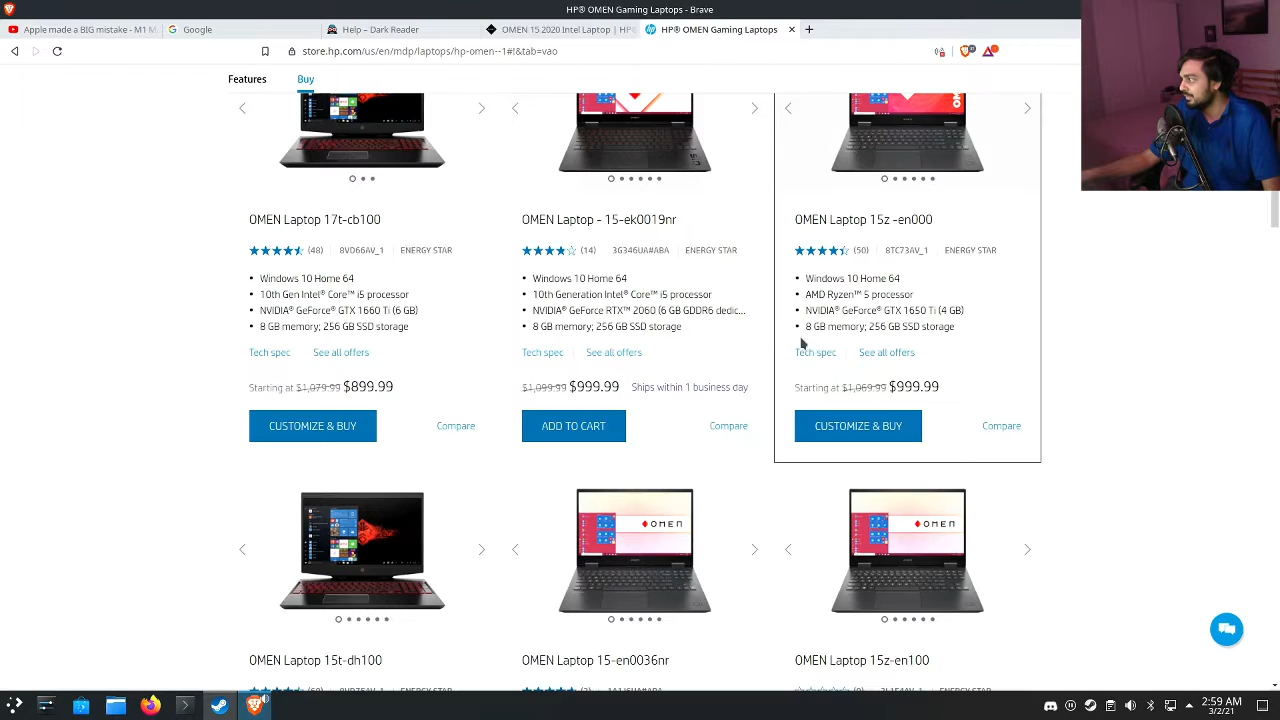 HP® OMEN Gaming Laptops - Brave
Apple made a BIG mistake - M1 M
Google
Help – Dark Reader
OMEN 15 2020 Intel Laptop | HP®
HP® OMEN Gaming Laptops
store.hp.com/us/en/mdp/laptops/hp-omen--1#!&tab=vao
Features Buy
OMEN Laptop 17t-cb100
(48) 8VD66AV_1 ENERGY STAR
• Windows 10 Home 64
• 10th Gen Intel® Core™ i5 processor
• NVIDIA® GeForce® GTX 1660 Ti (6 GB)
• 8 GB memory; 256 GB SSD storage
Tech spec See all offers
Starting at $1,079.99 $899.99
CUSTOMIZE & BUY Compare
OMEN Laptop - 15-ek0019nr
(14) 3G346UA#ABA ENERGY STAR
• Windows 10 Home 64
• 10th Generation Intel® Core™ i5 processor
• NVIDIA® GeForce RTX™ 2060 (6 GB GDDR6 dedic...
• 8 GB memory; 256 GB SSD storage
Tech spec See all offers
$1,099.99 $999.99 Ships within 1 business day
ADD TO CART Compare
OMEN Laptop 15z -en000
(50) 8TC73AV_1 ENERGY STAR
• Windows 10 Home 64
• AMD Ryzen™ 5 processor
• NVIDIA® GeForce® GTX 1650 Ti (4 GB)
• 8 GB memory; 256 GB SSD storage
Tech spec See all offers
Starting at $1,069.99 $999.99
CUSTOMIZE & BUY Compare
OMEN
OMEN
OMEN Laptop 15t-dh100
OMEN Laptop 15-en0036nr
OMEN Laptop 15z-en100
ENERGY STAR
ENERGY STAR
ENERGY STAR
2:59 AM
3/2/21